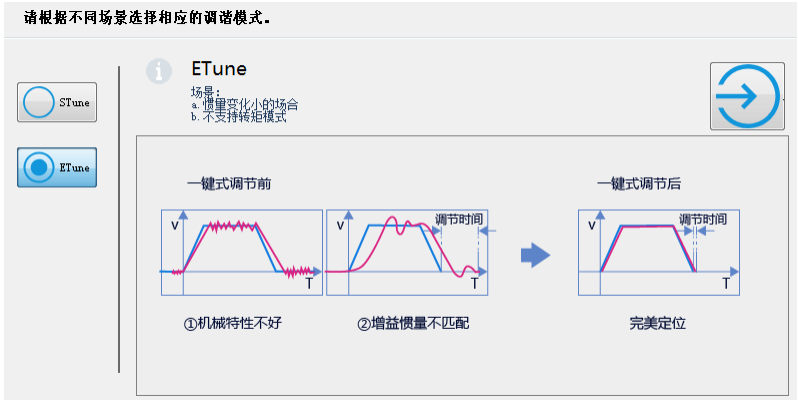 请根据不同场景选择相应的调谐模式。
STune
ETune
ETune
场景：
a.惯量变化小的场合
b.不支持转矩模式
一键式调节前
一键式调节后
V
T
V
调节时间
T
V
调节时间
T
①机械特性不好
②增益惯量不匹配
完美定位